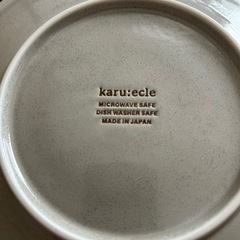 karu:ecle
MICROWAVE SAFE
DISH WASHER SAFE
MADE IN JAPAN